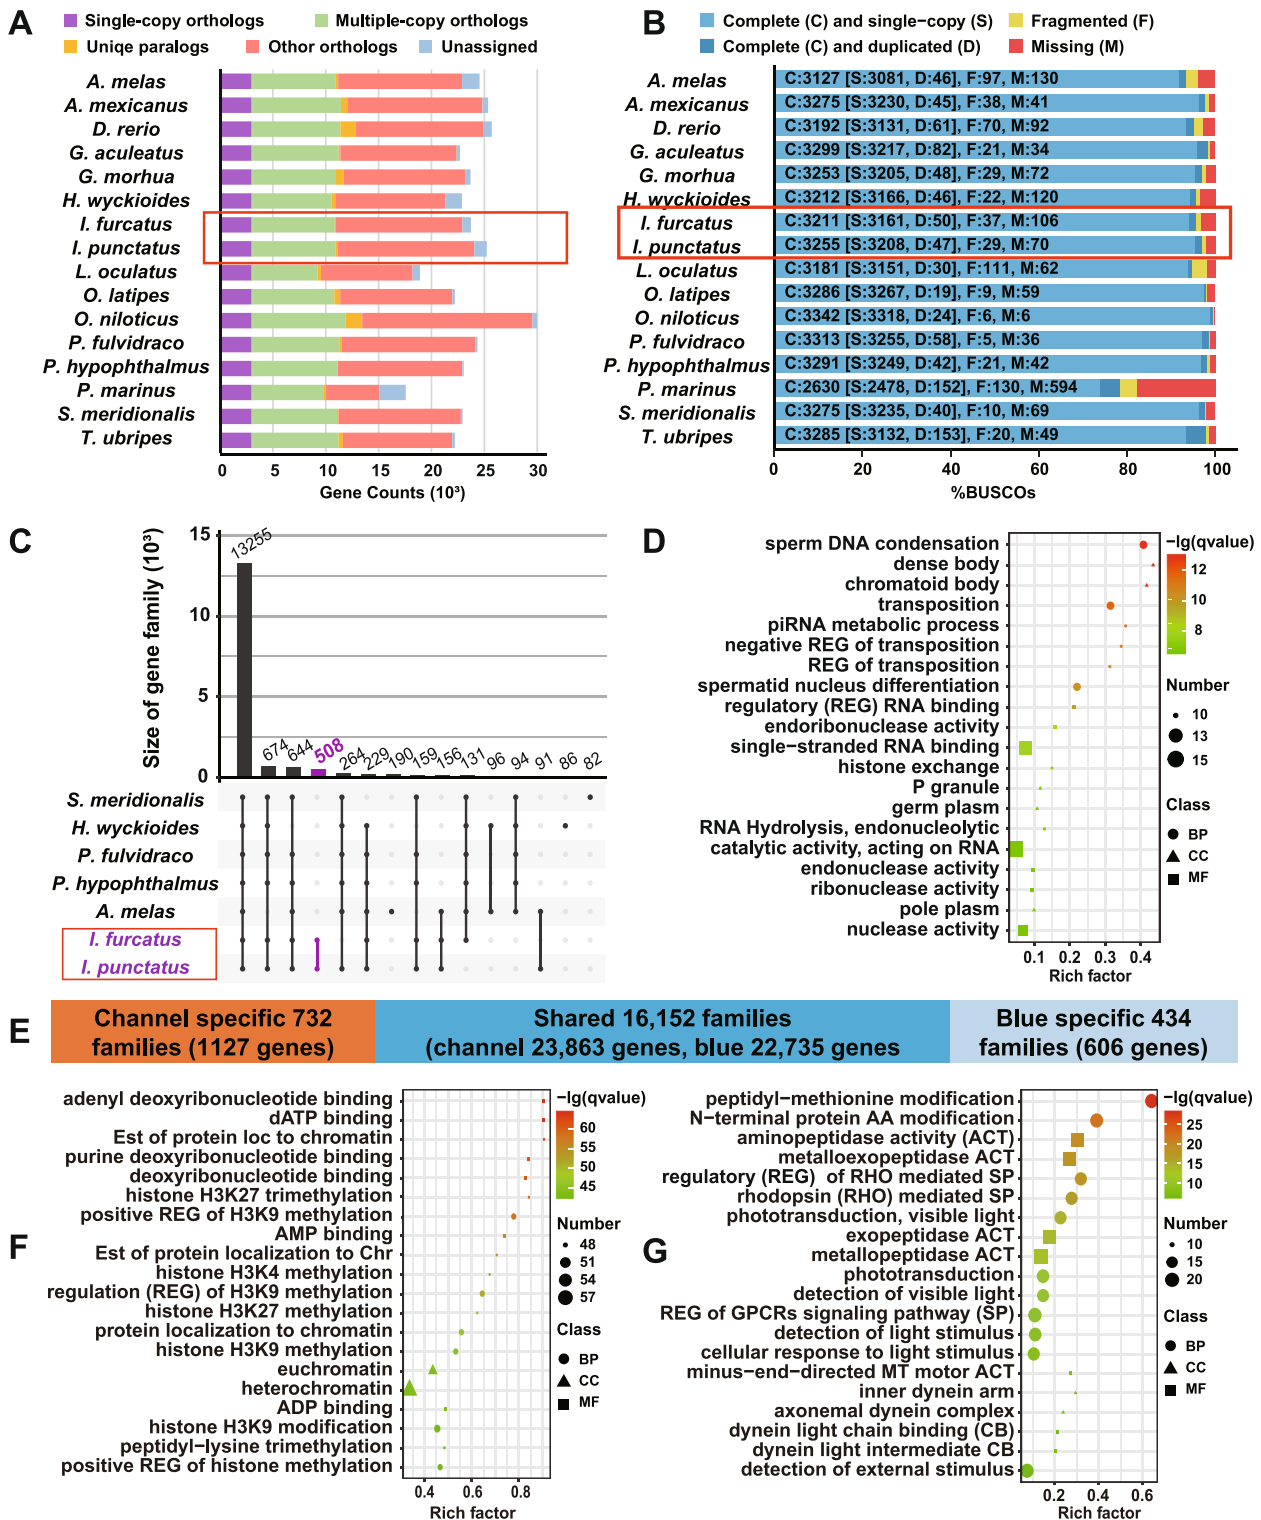 A
Single-copy orthologs
Multiple-copy orthologs
Uniqe paralogs
Other orthologs
Unassigned
A. melas
A. mexicanus
D. rerio
G. aculeatus
G. morhua
H. wyckioides
I. furcatus
I. punctatus
L. oculatus
O. latipes
O. niloticus
P. fulvidraco
P. hypophthalmus
P. marinus
S. meridionalis
T. ubripes
0 5 10 15 20 25 30
Gene Counts (10³)
B
Complete (C) and single-copy (S)
Fragmented (F)
Complete (C) and duplicated (D)
Missing (M)
A. melas C:3127 [S:3081, D:46], F:97, M:130
A. mexicanus C:3275 [S:3230, D:45], F:38, M:41
D. rerio C:3192 [S:3131, D:61], F:70, M:92
G. aculeatus C:3299 [S:3217, D:82], F:21, M:34
G. morhua C:3253 [S:3205, D:48], F:29, M:72
H. wyckioides C:3212 [S:3166, D:46], F:22, M:120
I. furcatus C:3211 [S:3161, D:50], F:37, M:106
I. punctatus C:3255 [S:3208, D:47], F:29, M:70
L. oculatus C:3181 [S:3151, D:30], F:111, M:62
O. latipes C:3286 [S:3267, D:19], F:9, M:59
O. niloticus C:3342 [S:3318, D:24], F:6, M:6
P. fulvidraco C:3313 [S:3255, D:58], F:5, M:36
P. hypophthalmus C:3291 [S:3249, D:42], F:21, M:42
P. marinus C:2630 [S:2478, D:152], F:130, M:594
S. meridionalis C:3275 [S:3235, D:40], F:10, M:69
T. ubripes C:3285 [S:3132, D:153], F:20, M:49
0 20 40 60 80 100
%BUSCOs
C
Size of gene family (10³)
15
10
5
0
13255 674 644 508 264 229 190 159 156 131 96 94 91 86 82
S. meridionalis
H. wyckioides
P. fulvidraco
P. hypophthalmus
A. melas
I. furcatus
I. punctatus
D
sperm DNA condensation
dense body
chromatoid body
transposition
piRNA metabolic process
negative REG of transposition
REG of transposition
spermatid nucleus differentiation
regulatory (REG) RNA binding
endoribonuclease activity
single-stranded RNA binding
histone exchange
P granule
germ plasm
RNA Hydrolysis, endonucleolytic
catalytic activity, acting on RNA
endonuclease activity
ribonuclease activity
pole plasm
nuclease activity
0.1 0.2 0.3 0.4
Rich factor
-lg(qvalue)
12
10
8
Number
10
13
15
Class
BP
CC
MF
E
Channel specific 732
families (1127 genes)
Shared 16,152 families
(channel 23,863 genes, blue 22,735 genes
Blue specific 434
families (606 genes)
F
adenyl deoxyribonucleotide binding
dATP binding
Est of protein loc to chromatin
purine deoxyribonucleotide binding
deoxyribonucleotide binding
histone H3K27 trimethylation
positive REG of H3K9 methylation
AMP binding
Est of protein localization to Chr
histone H3K4 methylation
regulation (REG) of H3K9 methylation
histone H3K27 methylation
protein localization to chromatin
histone H3K9 methylation
euchromatin
heterochromatin
ADP binding
histone H3K9 modification
peptidyl-lysine trimethylation
positive REG of histone methylation
0.4 0.6 0.8
Rich factor
-lg(qvalue)
60
55
50
45
Number
48
51
54
57
Class
BP
CC
MF
G
peptidyl-methionine modification
N-terminal protein AA modification
aminopeptidase activity (ACT)
metalloexopeptidase ACT
regulatory (REG) of RHO mediated SP
rhodopsin (RHO) mediated SP
phototransduction, visible light
exopeptidase ACT
metallopeptidase ACT
phototransduction
detection of visible light
REG of GPCRs signaling pathway (SP)
detection of light stimulus
cellular response to light stimulus
minus-end-directed MT motor ACT
inner dynein arm
axonemal dynein complex
dynein light chain binding (CB)
dynein light intermediate CB
detection of external stimulus
0.2 0.4 0.6
Rich factor
-lg(qvalue)
25
20
15
10
Number
10
15
20
Class
BP
CC
MF